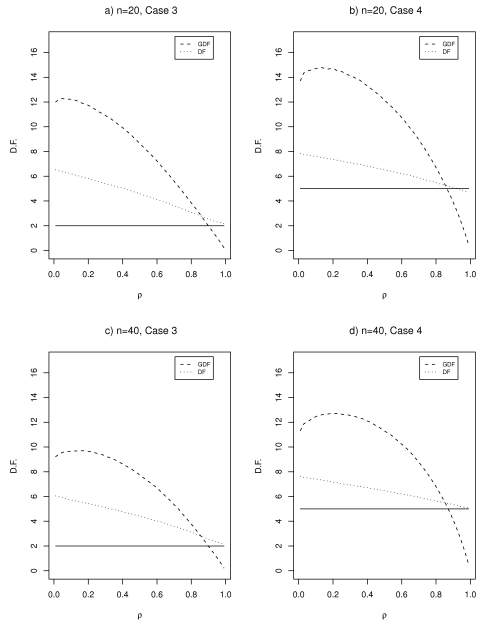 a) n=20, Case 3
D.F.
0 2 4 6 8 10 12 14 16
GDF
DF
0.0 0.2 0.4 0.6 0.8 1.0
ρ
b) n=20, Case 4
D.F.
0 2 4 6 8 10 12 14 16
GDF
DF
0.0 0.2 0.4 0.6 0.8 1.0
ρ
c) n=40, Case 3
D.F.
0 2 4 6 8 10 12 14 16
GDF
DF
0.0 0.2 0.4 0.6 0.8 1.0
ρ
d) n=40, Case 4
D.F.
0 2 4 6 8 10 12 14 16
GDF
DF
0.0 0.2 0.4 0.6 0.8 1.0
ρ